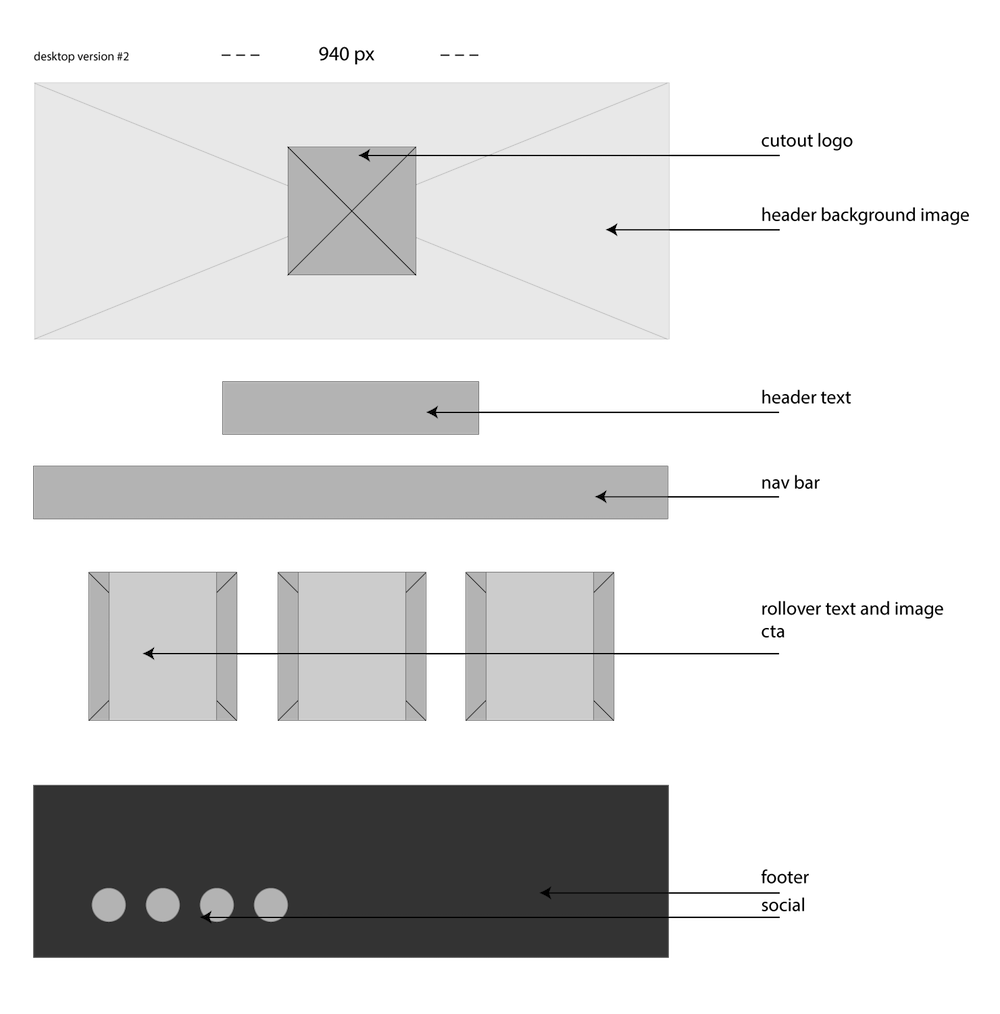 desktop version #2
940 px
cutout logo
header background image
header text
nav bar
rollover text and image
cta
footer
social